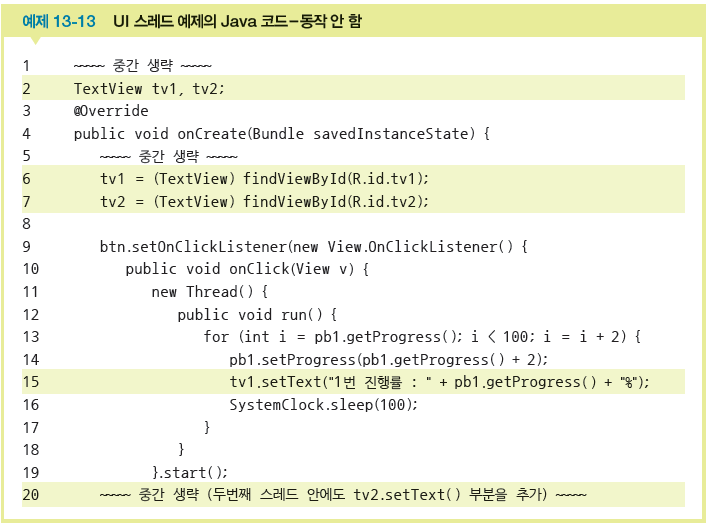 예제 13-13 UI 스레드 예제의 Java 코드-동작 안 함
1 ~~~~ 중간 생략 ~~~~
2 TextView tv1, tv2;
3 @Override
4 public void onCreate(Bundle savedInstanceState) {
5 ~~~~ 중간 생략 ~~~~
6 tv1 = (TextView) findViewById(R.id.tv1);
7 tv2 = (TextView) findViewById(R.id.tv2);
8
9 btn.setOnClickListener(new View.OnClickListener() {
10 public void onClick(View v) {
11 new Thread() {
12 public void run() {
13 for (int i = pb1.getProgress(); i < 100; i = i + 2) {
14 pb1.setProgress(pb1.getProgress() + 2);
15 tv1.setText("1번 진행률 : " + pb1.getProgress() + "%");
16 SystemClock.sleep(100);
17 }
18 }
19 }.start();
20 ~~~~ 중간 생략 (두번째 스레드 안에도 tv2.setText() 부분을 추가) ~~~~